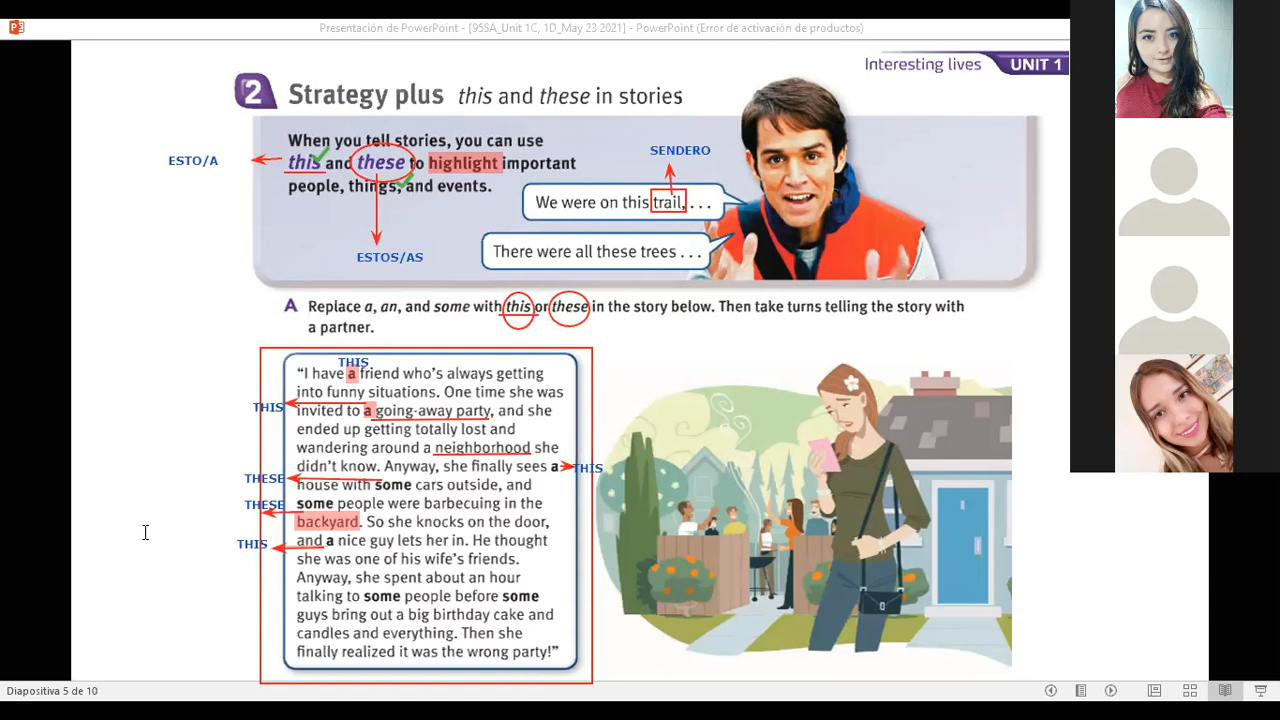 Presentación de PowerPoint - [95SA_Unit 1C, 1D_May 23 2021] - PowerPoint (Error de activación de productos)
Interesting lives UNIT 1
2 Strategy plus this and these in stories
When you tell stories, you can use
this and these to highlight important
people, things, and events.
ESTO/A
ESTOS/AS
SENDERO
We were on this trail, . . .
There were all these trees . . .
A Replace a, an, and some with this or these in the story below. Then take turns telling the story with
a partner.
THIS
"I have a friend who's always getting
into funny situations. One time she was
THIS
invited to a going-away party, and she
ended up getting totally lost and
wandering around a neighborhood she
didn't know. Anyway, she finally sees a
THIS
THESE
house with some cars outside, and
THESE
some people were barbecuing in the
backyard. So she knocks on the door,
THIS
and a nice guy lets her in. He thought
she was one of his wife's friends.
Anyway, she spent about an hour
talking to some people before some
guys bring out a big birthday cake and
candles and everything. Then she
finally realized it was the wrong party!"
Diapositiva 5 de 10